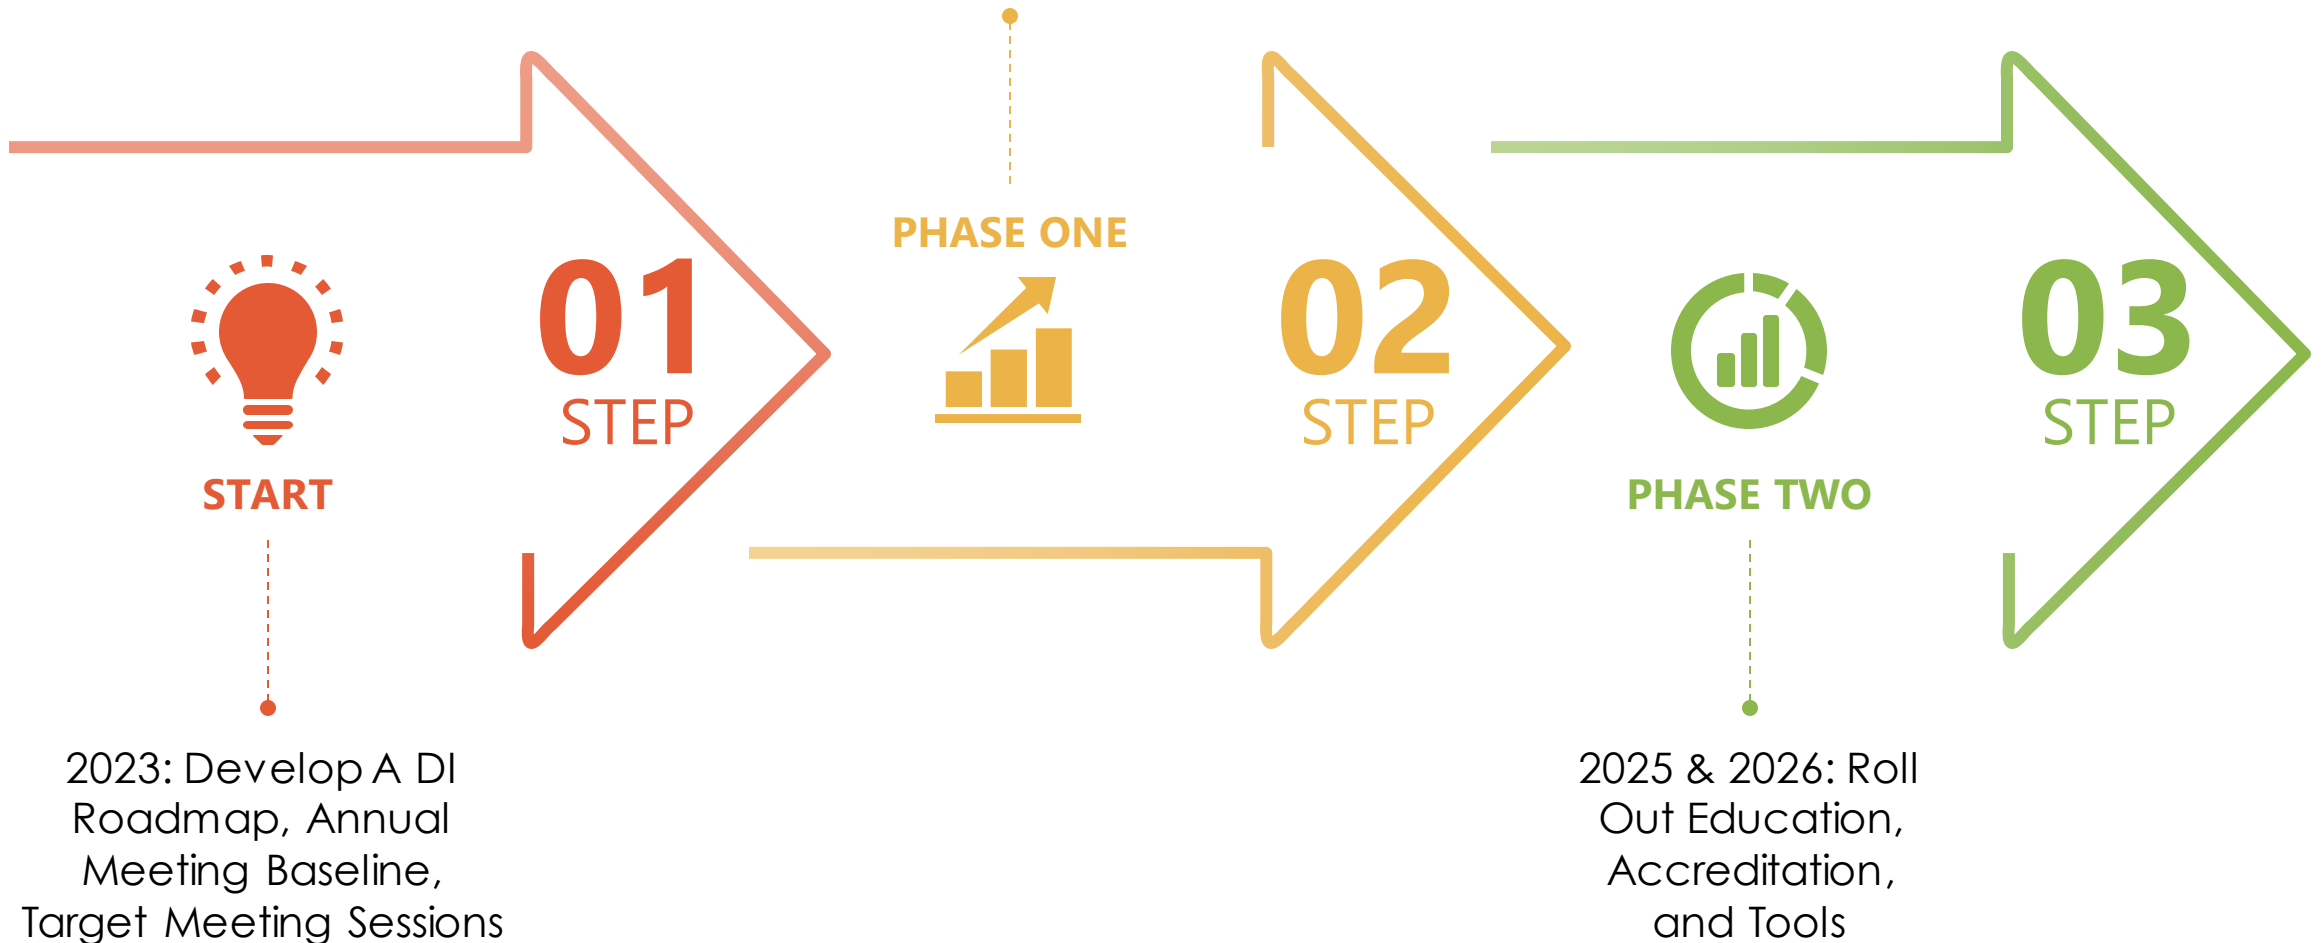 START
01
STEP
2023: Develop A DI
Roadmap, Annual
Meeting Baseline,
Target Meeting Sessions
PHASE ONE
02
STEP
PHASE TWO
03
STEP
2025 & 2026: Roll
Out Education,
Accreditation,
and Tools